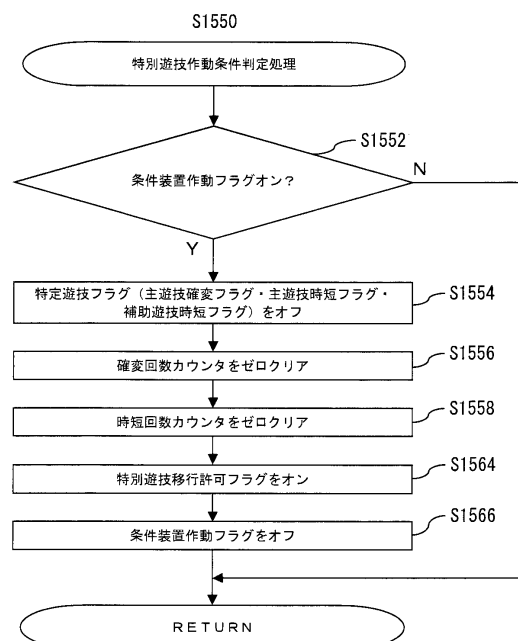 S1550
特別遊技作動条件判定処理
S1552
条件装置作動フラグオン？
N
Y
特定遊技フラグ（主遊技確変フラグ・主遊技時短フラグ・
補助遊技時短フラグ）をオフ
S1554
確変回数カウンタをゼロクリア
S1556
時短回数カウンタをゼロクリア
S1558
特別遊技移行許可フラグをオン
S1564
条件装置作動フラグをオフ
S1566
ＲＥＴＵＲＮ